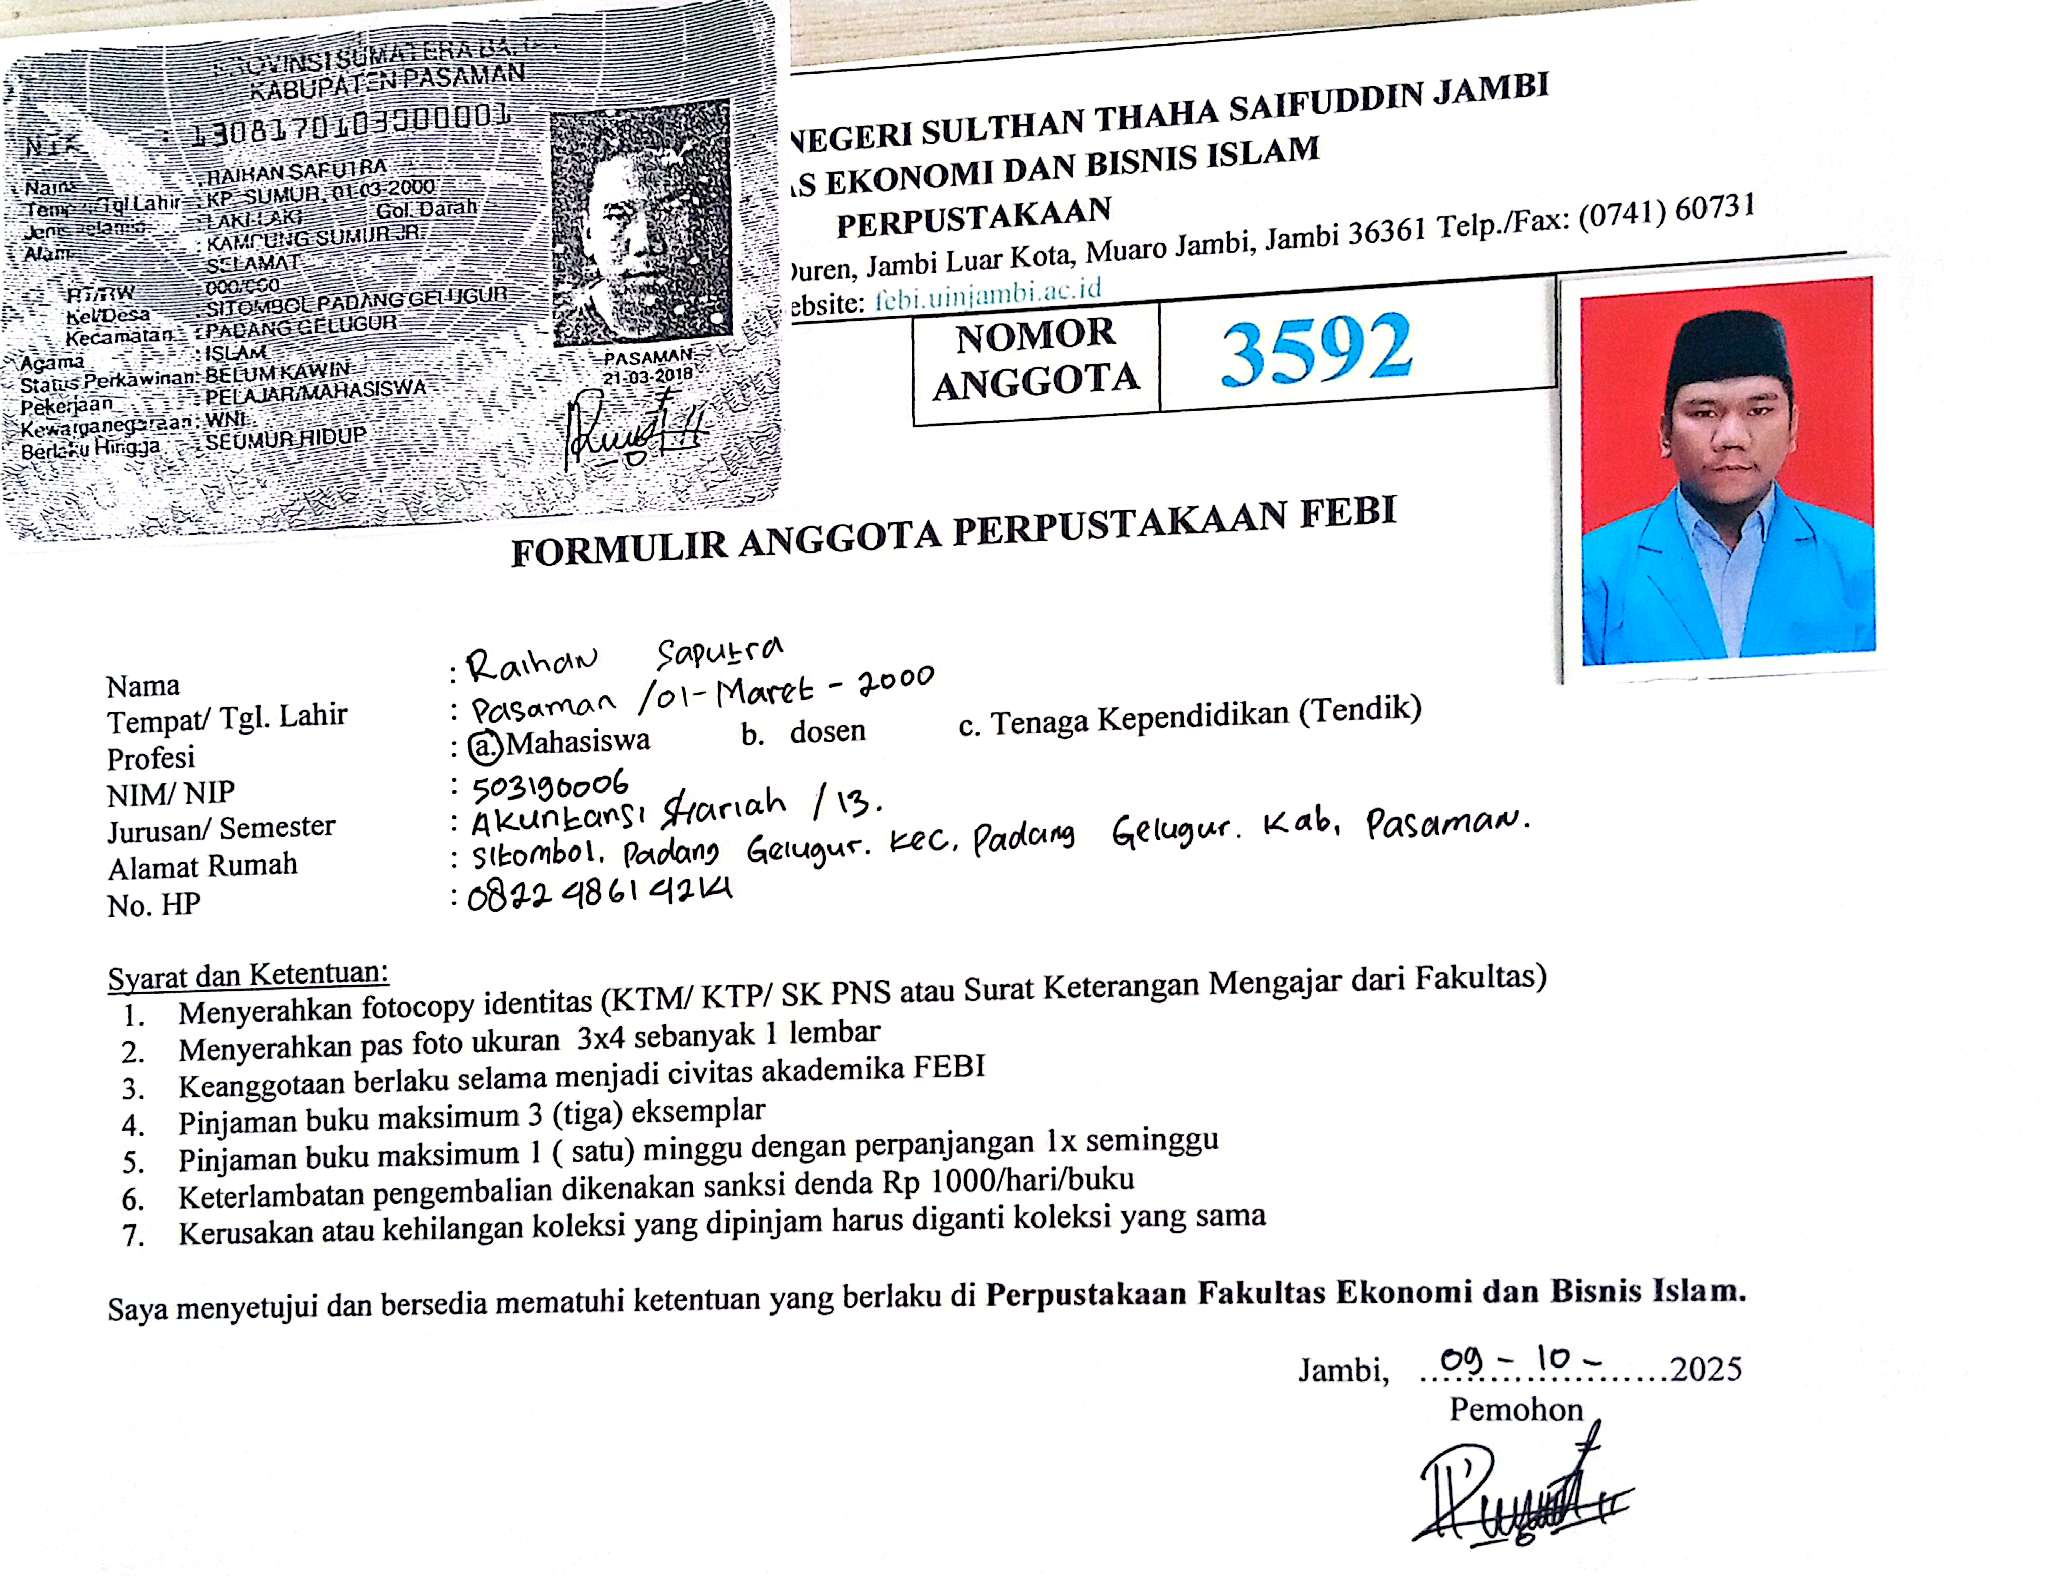 PROVINSI SUMATERA BA
KABUPATEN PASAMAN
NIK : 1308170103000001
Nama : RAIHAN SAPUTRA
Tempat/Tgl Lahir : KP. SUMUR, 01-03-2000
Jenis Kelamin : LAKI-LAKI Gol. Darah
Alamat : KAMPUNG SUMUR JR.
SELAMAT
RT/RW : 000/000
Kel/Desa : SITOMBOL PADANG GELUGUR
Kecamatan : PADANG GELUGUR
Agama : ISLAM
Status Perkawinan: BELUM KAWIN
Pekerjaan : PELAJAR/MAHASISWA
Kewarganegaraan: WNI
Berlaku Hingga : SEUMUR HIDUP
PASAMAN
21-03-2018
NEGERI SULTHAN THAHA SAIFUDDIN JAMBI
AS EKONOMI DAN BISNIS ISLAM
PERPUSTAKAAN
Duren, Jambi Luar Kota, Muaro Jambi, Jambi 36361 Telp./Fax: (0741) 60731
ebsite: febi.uinjambi.ac.id
NOMOR
ANGGOTA
3592
FORMULIR ANGGOTA PERPUSTAKAAN FEBI
Nama : Raihan Saputra
Tempat/ Tgl. Lahir : Pasaman /01-Maret-2000
Profesi : a. Mahasiswa b. dosen c. Tenaga Kependidikan (Tendik)
NIM/ NIP : 503190006
Jurusan/ Semester : Akuntansi Shariah / 13.
Alamat Rumah : Sitombol. Padang Gelugur. Kec. Padang Gelugur. Kab. Pasaman.
No. HP : 0822 9861 4214
Syarat dan Ketentuan:
1. Menyerahkan fotocopy identitas (KTM/ KTP/ SK PNS atau Surat Keterangan Mengajar dari Fakultas)
2. Menyerahkan pas foto ukuran 3x4 sebanyak 1 lembar
3. Keanggotaan berlaku selama menjadi civitas akademika FEBI
4. Pinjaman buku maksimum 3 (tiga) eksemplar
5. Pinjaman buku maksimum 1 ( satu) minggu dengan perpanjangan 1x seminggu
6. Keterlambatan pengembalian dikenakan sanksi denda Rp 1000/hari/buku
7. Kerusakan atau kehilangan koleksi yang dipinjam harus diganti koleksi yang sama
Saya menyetujui dan bersedia mematuhi ketentuan yang berlaku di Perpustakaan Fakultas Ekonomi dan Bisnis Islam.
Jambi, 09 - 10 - 2025
Pemohon